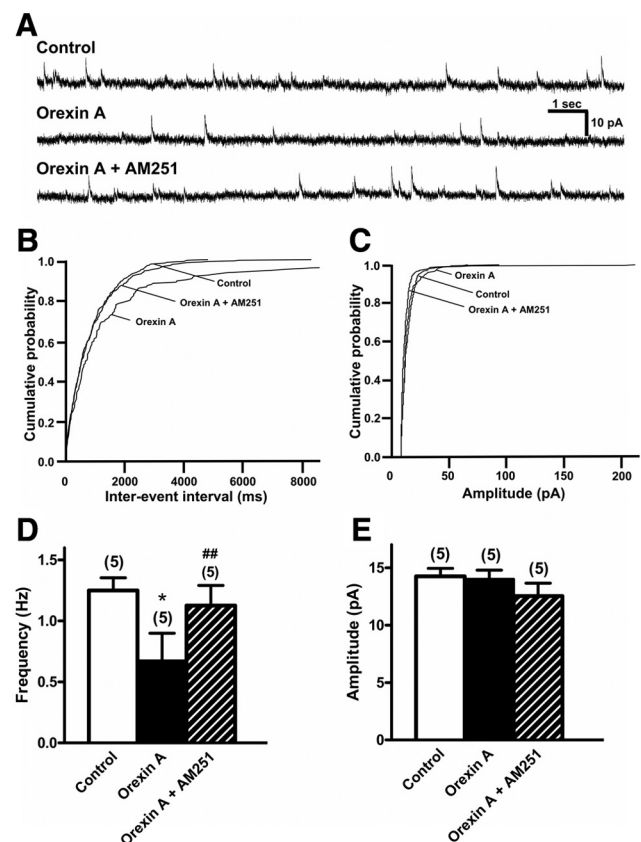 A
Control
Orexin A
1 sec
10 pA
Orexin A + AM251
B
Cumulative probability
1.0
0.8
0.6
0.4
0.2
0.0
Control
Orexin A + AM251
Orexin A
0 2000 4000 6000 8000
Inter-event interval (ms)
C
Cumulative probability
1.0
0.8
0.6
0.4
0.2
0.0
Orexin A
Control
Orexin A + AM251
0 50 100 150 200
Amplitude (pA)
D
Frequency (Hz)
1.5
1.0
0.5
0.0
(5)
*
(5)
##
(5)
Control
Orexin A
Orexin A + AM251
E
Amplitude (pA)
15
10
5
0
(5) (5) (5)
Control
Orexin A
Orexin A + AM251